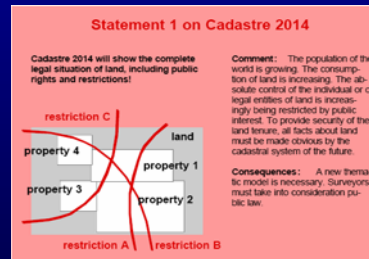 Statement 1 on Cadastre 2014
Cadastre 2014 will show the complete
legal situation of land, including public
rights and restrictions!
restriction C
land
property 4
property 1
property 3
property 2
restriction A
restriction B
Comment: The population of the
world is growing. The consump-
tion of land is increasing. The ab-
solute control of the individual or o
legal entities of land is increas-
ingly being restricted by public
interest. To provide security of the
land tenure, all facts about land
must be made obvious by the
cadastral system of the future.
Consequences: A new thema-
tic model is necessary. Surveyors
must take into consideration pu-
blic law.